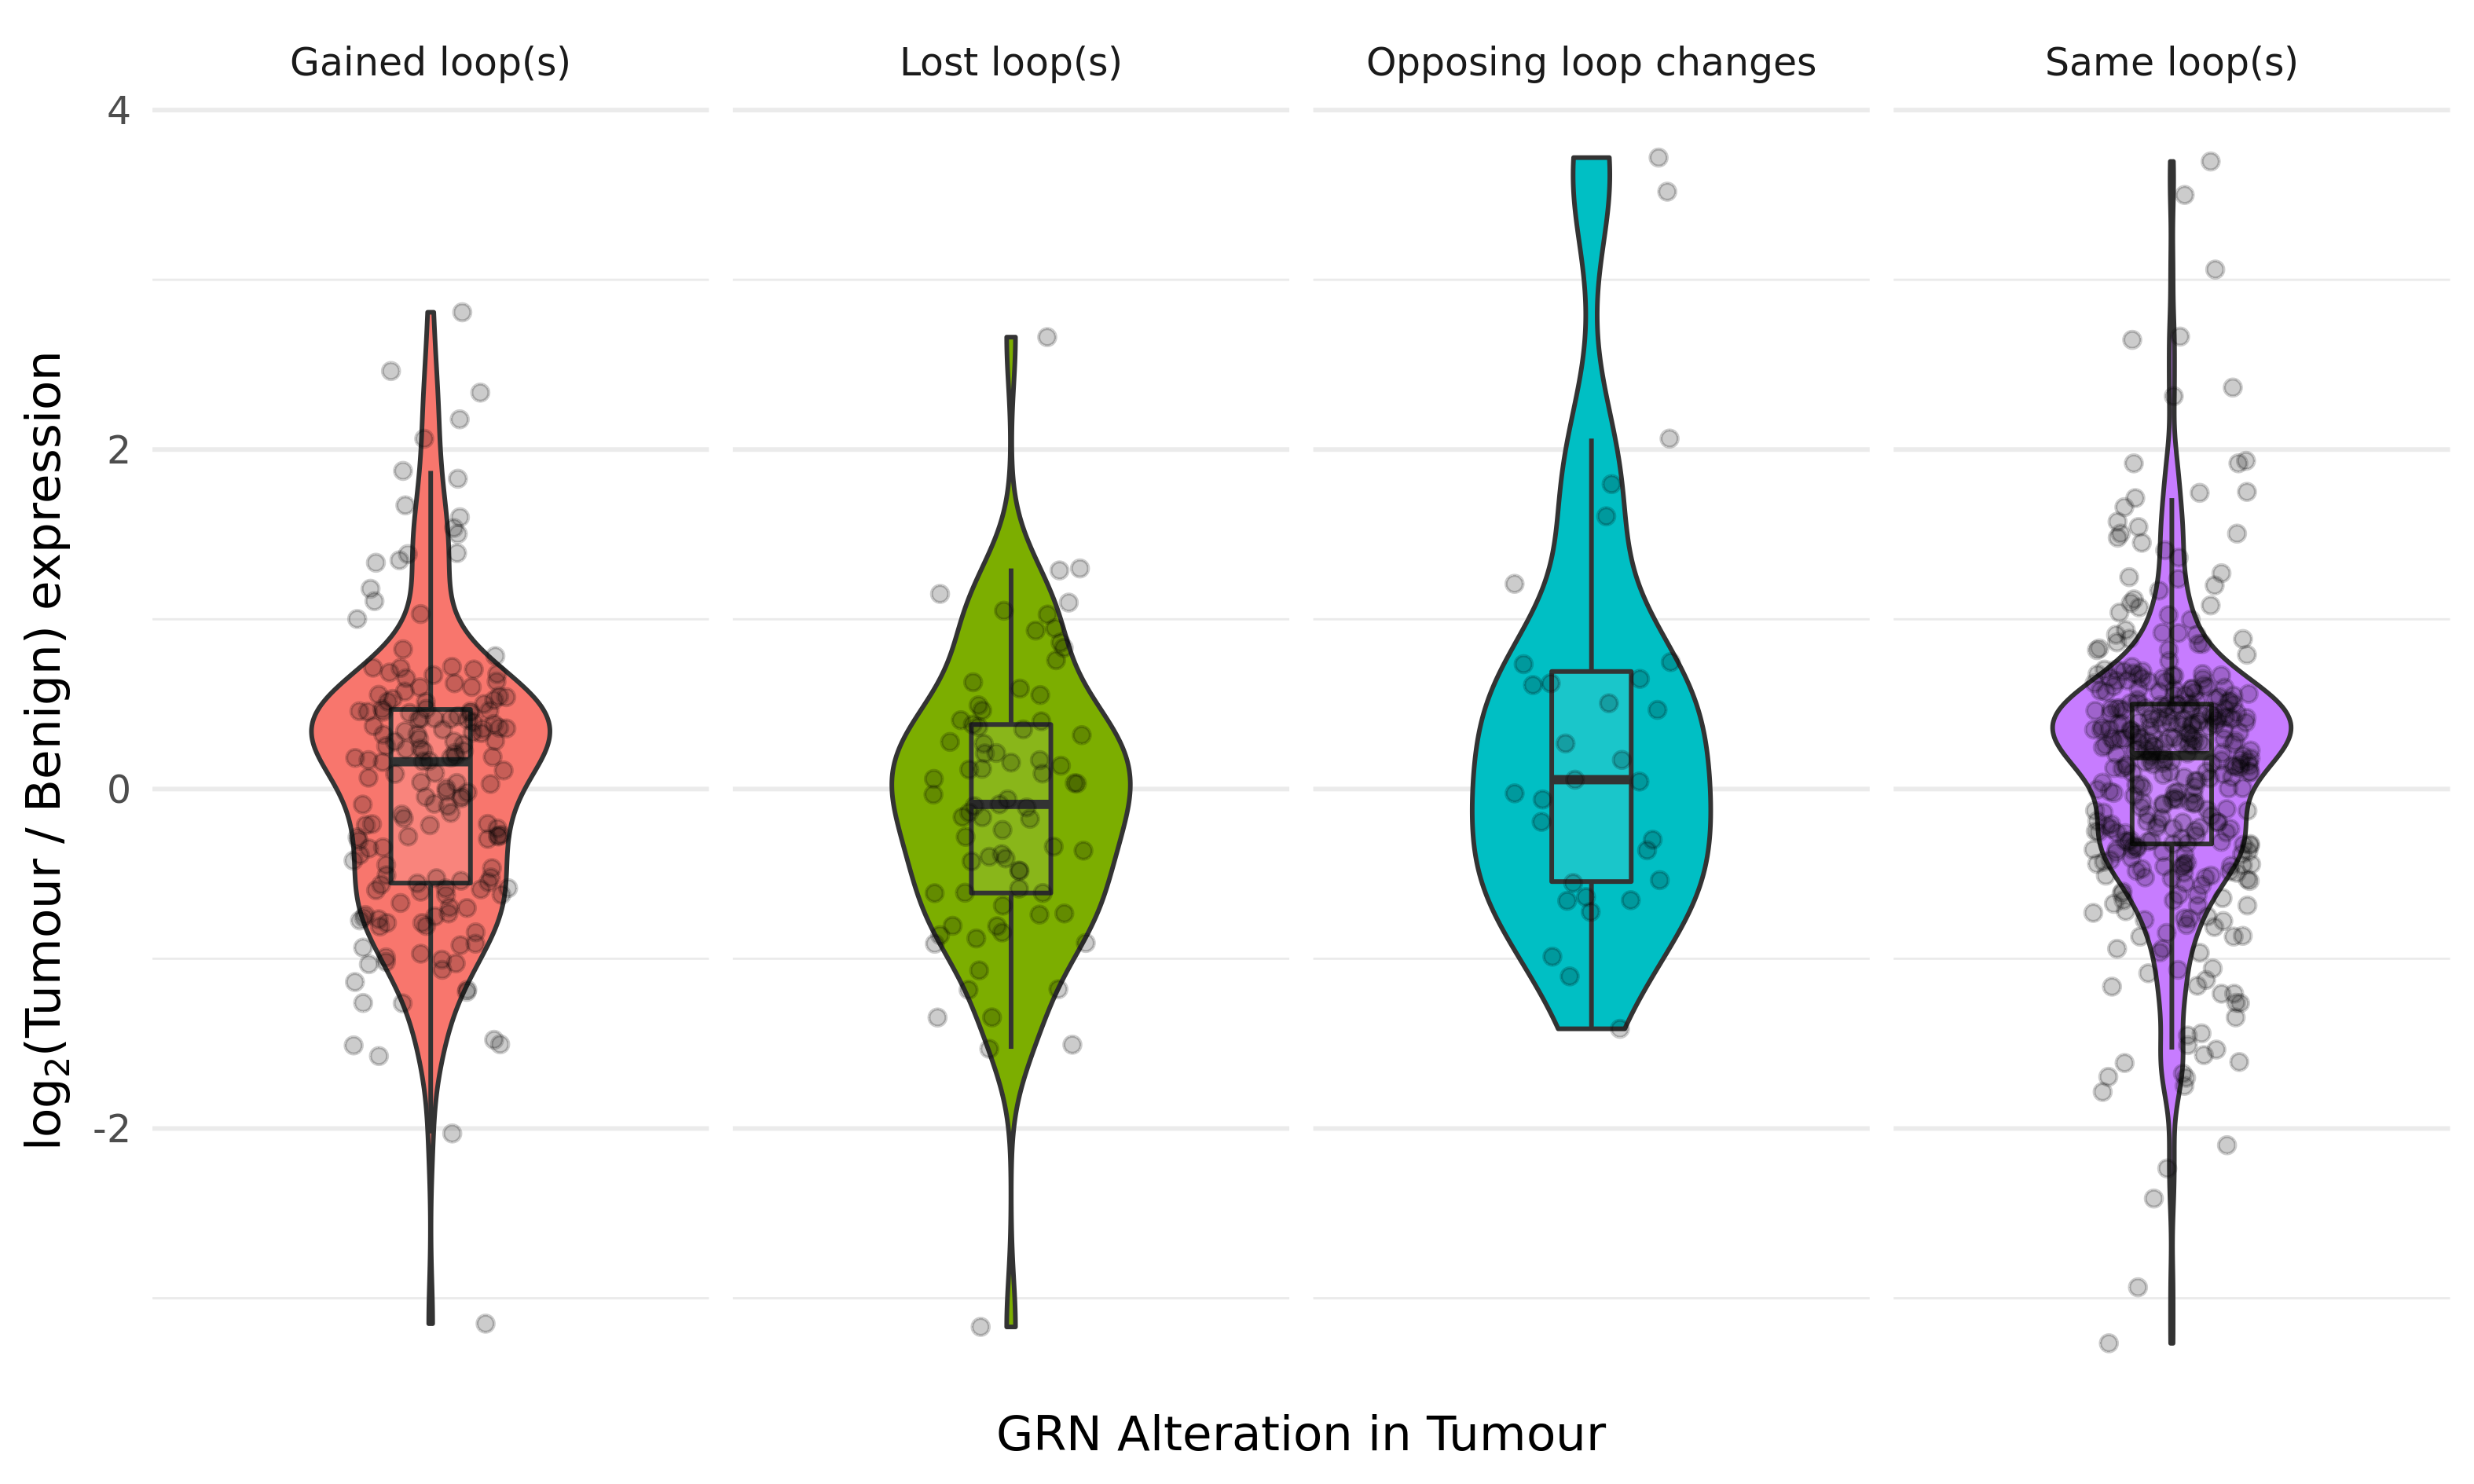 Gained loop(s)
Lost loop(s)
Opposing loop changes
Same loop(s)
4
2
0
-2
log₂(Tumour / Benign) expression
GRN Alteration in Tumour